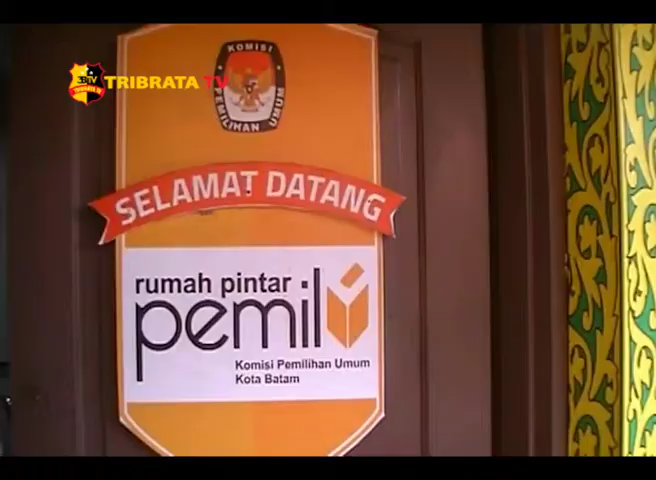 TRIBRATA TV
KOMISI
PEMILIHAN UMUM
SELAMAT DATANG
rumah pintar
pemilu
Komisi Pemilihan Umum
Kota Batam